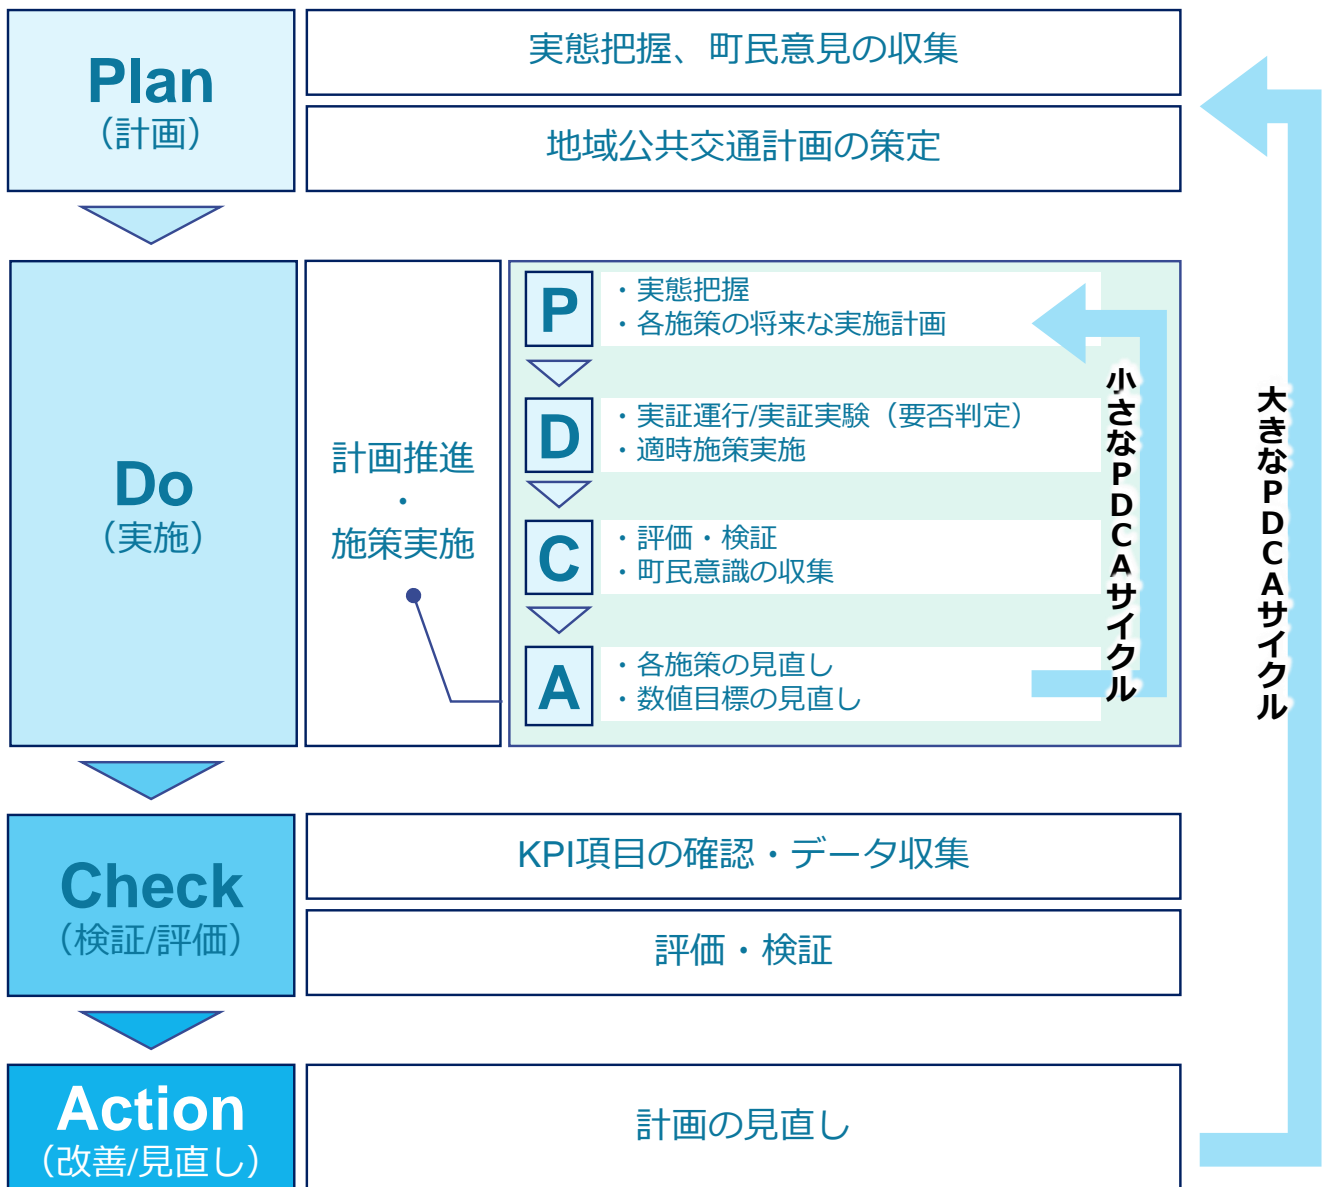 Plan
（計画）
実態把握、町民意見の収集
地域公共交通計画の策定
Do
（実施）
計画推進
・
施策実施
P
・実態把握
・各施策の将来な実施計画
D
・実証運行/実証実験（要否判定）
・適時施策実施
C
・評価・検証
・町民意識の収集
A
・各施策の見直し
・数値目標の見直し
小さなPDCAサイクル
大きなPDCAサイクル
Check
（検証/評価）
KPI項目の確認・データ収集
評価・検証
Action
（改善/見直し）
計画の見直し